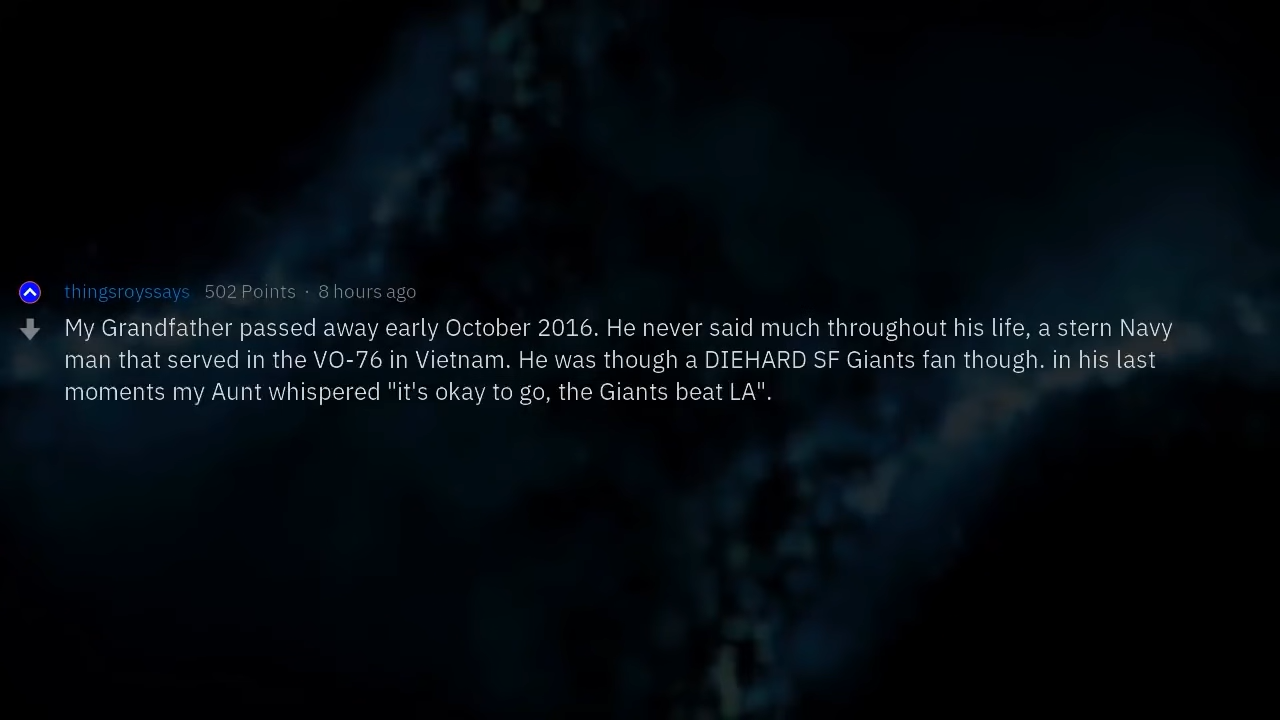 thingsroyssays 502 Points · 8 hours ago
My Grandfather passed away early October 2016. He never said much throughout his life, a stern Navy
man that served in the VO-76 in Vietnam. He was though a DIEHARD SF Giants fan though. in his last
moments my Aunt whispered "it's okay to go, the Giants beat LA".